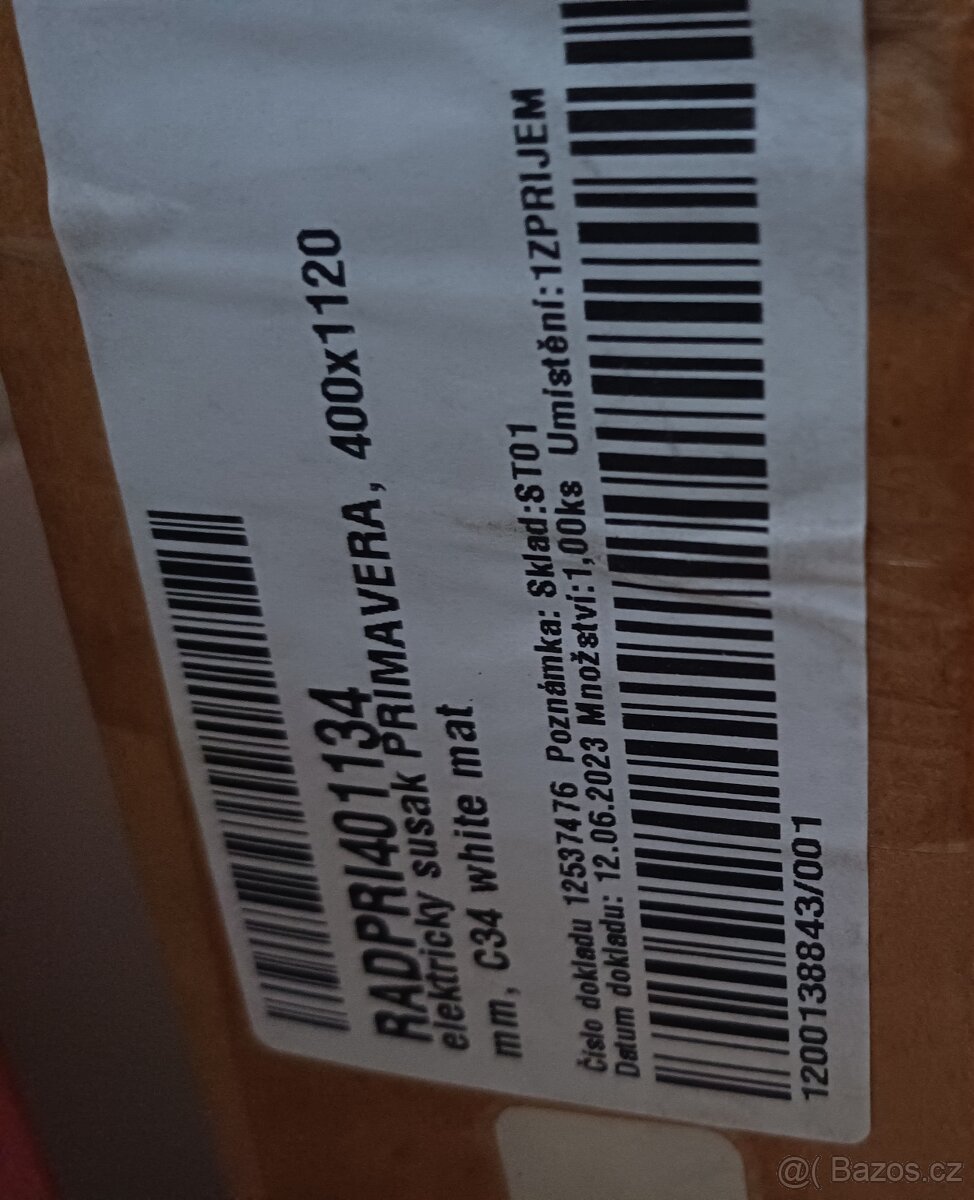 RADPRI401134
elektricky susak PRIMAVERA, 400x1120
mm, C34 white mat
Číslo dokladu 12537476 Poznámka: Sklad:ST01
Datum dokladu: 12.06.2023 Množství:1,00ks Umístění:1ZPRIJEM
1200138843/001
@( Bazos.cz